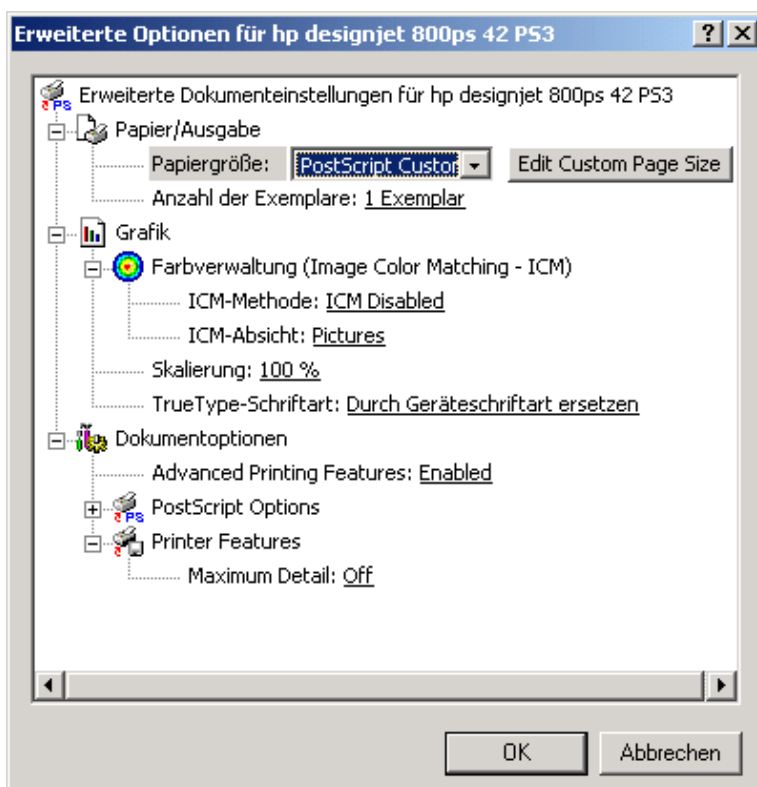 Erweiterte Optionen für hp designjet 800ps 42 PS3
Erweiterte Dokumenteinstellungen für hp designjet 800ps 42 PS3
Papier/Ausgabe
Papiergröße: PostScript Custor Edit Custom Page Size
Anzahl der Exemplare: 1 Exemplar
Grafik
Farbverwaltung (Image Color Matching - ICM)
ICM-Methode: ICM Disabled
ICM-Absicht: Pictures
Skalierung: 100 %
TrueType-Schriftart: Durch Geräteschriftart ersetzen
Dokumentoptionen
Advanced Printing Features: Enabled
PostScript Options
Printer Features
Maximum Detail: Off
OK Abbrechen